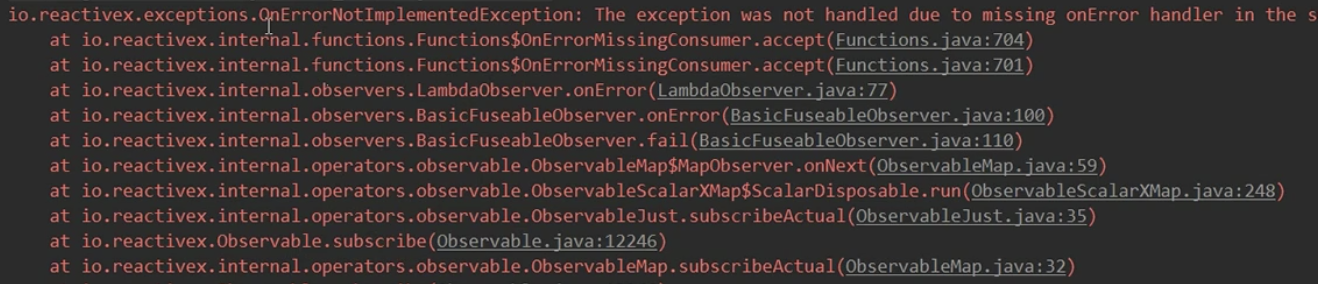 io.reactivex.exceptions.OnErrorNotImplementedException: The exception was not handled due to missing onError handler in the s
at io.reactivex.internal.functions.Functions$OnErrorMissingConsumer.accept(Functions.java:704)
at io.reactivex.internal.functions.Functions$OnErrorMissingConsumer.accept(Functions.java:701)
at io.reactivex.internal.observers.LambdaObserver.onError(LambdaObserver.java:77)
at io.reactivex.internal.observers.BasicFuseableObserver.onError(BasicFuseableObserver.java:100)
at io.reactivex.internal.observers.BasicFuseableObserver.fail(BasicFuseableObserver.java:110)
at io.reactivex.internal.operators.observable.ObservableMap$MapObserver.onNext(ObservableMap.java:59)
at io.reactivex.internal.operators.observable.ObservableScalarXMap$ScalarDisposable.run(ObservableScalarXMap.java:248)
at io.reactivex.internal.operators.observable.ObservableJust.subscribeActual(ObservableJust.java:35)
at io.reactivex.Observable.subscribe(Observable.java:12246)
at io.reactivex.internal.operators.observable.ObservableMap.subscribeActual(ObservableMap.java:32)